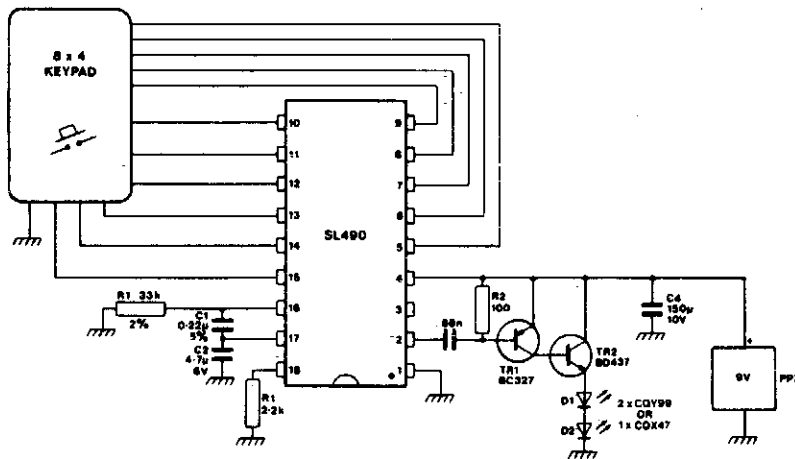 8 x 4
KEYPAD
SL490
10
11
12
13
14
15
16
17
18
9
8
7
6
5
4
3
2
1
R1 33k
2%
C1
0·22µ
5%
C2
4·7µ
6V
R1
2·2k
68n
R2
100
TR1
BC327
TR2
BD437
D1
D2
2 x CQY99
OR
1 x CQX47
C4
150µ
10V
+
9V